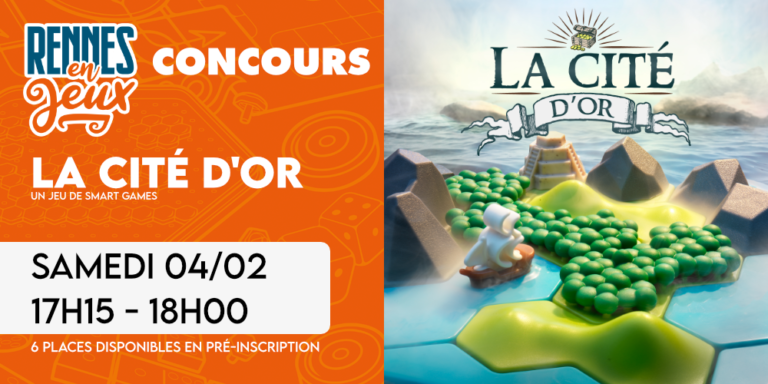 RENNES
en
Jeux
CONCOURS
LA CITÉ D'OR
UN JEU DE SMART GAMES
SAMEDI 04/02
17H15 - 18H00
6 PLACES DISPONIBLES EN PRÉ-INSCRIPTION
LA CITÉ
D'OR